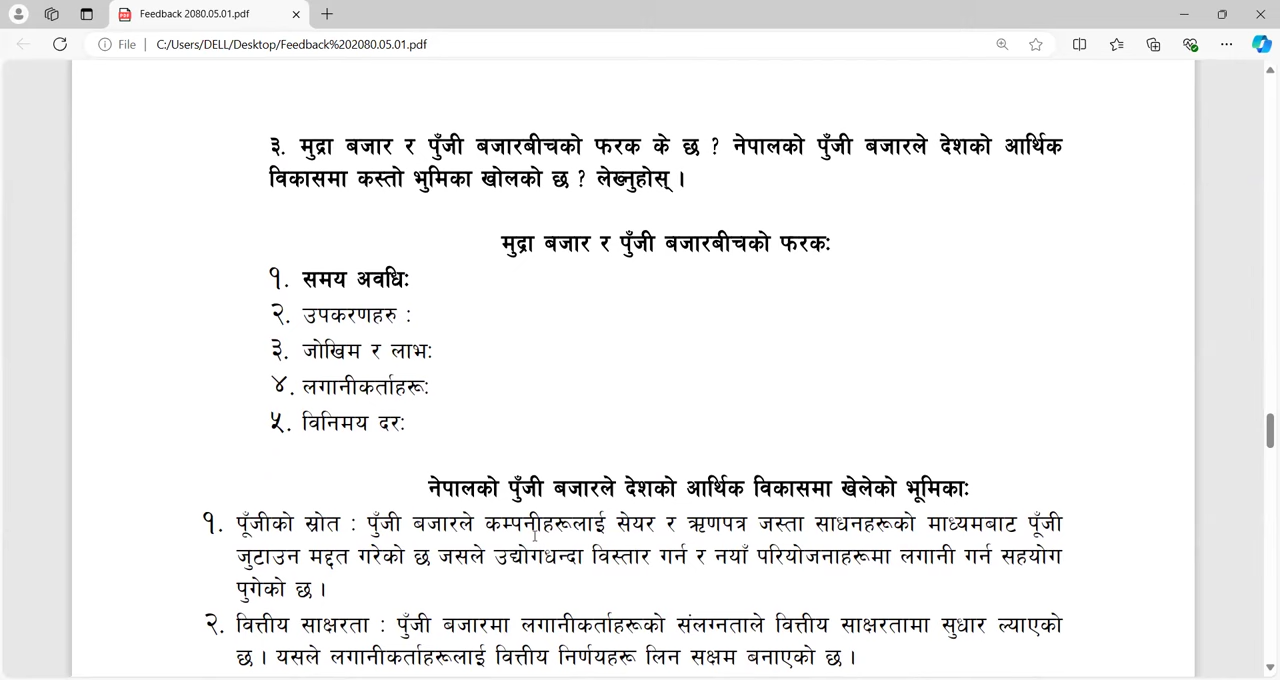 Feedback 2080.05.01.pdf
File C:/Users/DELL/Desktop/Feedback%202080.05.01.pdf
३. मुद्रा बजार र पुँजी बजारबीचको फरक के छ ? नेपालको पुँजी बजारले देशको आर्थिक
विकासमा कस्तो भुमिका खोलको छ ? लेख्नुहोस् ।
मुद्रा बजार र पुँजी बजारबीचको फरकः
१. समय अवधिः
२. उपकरणहरु :
३. जोखिम र लाभः
४. लगानीकर्ताहरूः
५. विनिमय दरः
नेपालको पुँजी बजारले देशको आर्थिक विकासमा खेलेको भूमिकाः
१. पूँजीको स्रोत : पुँजी बजारले कम्पनीहरूलाई सेयर र ऋणपत्र जस्ता साधनहरूको माध्यमबाट पूँजी
जुटाउन मद्दत गरेको छ जसले उद्योगधन्दा विस्तार गर्न र नयाँ परियोजनाहरूमा लगानी गर्न सहयोग
पुगेको छ ।
२. वित्तीय साक्षरता : पुँजी बजारमा लगानीकर्ताहरूको संलग्नताले वित्तीय साक्षरतामा सुधार ल्याएको
छ । यसले लगानीकर्ताहरूलाई वित्तीय निर्णयहरू लिन सक्षम बनाएको छ ।